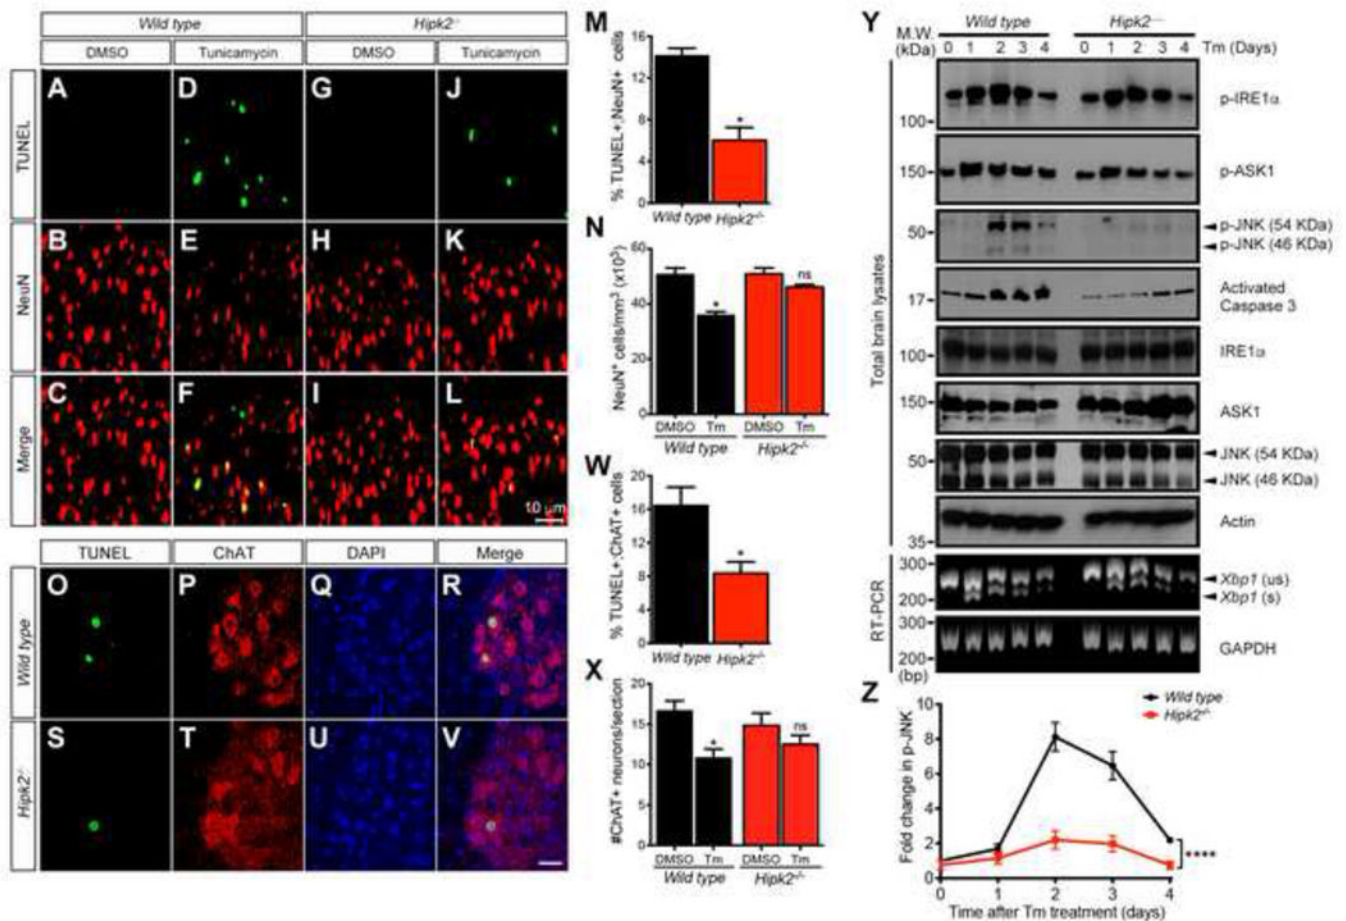 Wild type
Hipk2-/-
DMSO
Tunicamycin
DMSO
Tunicamycin
TUNEL
A
D
G
J
NeuN
B
E
H
K
Merge
C
F
I
L
10 μm
TUNEL
ChAT
DAPI
Merge
Wild type
O
P
Q
R
Hipk2-/-
S
T
U
V
M
% TUNEL+;NeuN+ cells
16
12
8
4
0
*
Wild type Hipk2-/-
N
NeuN+ cells/mm3 (x103)
60
40
20
0
*
ns
DMSO Tm DMSO Tm
Wild type Hipk2-/-
W
% TUNEL+;ChAT+ cells
20
16
12
8
4
0
*
Wild type Hipk2-/-
X
#ChAT+ neurons/section
20
15
10
5
0
*
ns
DMSO Tm DMSO Tm
Wild type Hipk2-/-
Y
Wild type Hipk2-/-
M.W.
(kDa)
0 1 2 3 4 0 1 2 3 4 Tm (Days)
Total brain lysates
100- p-IRE1α
150- p-ASK1
50- p-JNK (54 KDa)
p-JNK (46 KDa)
17- Activated
Caspase 3
100- IRE1α
150- ASK1
50- JNK (54 KDa)
JNK (46 KDa)
35- Actin
RT-PCR
300-
Xbp1 (us)
200- Xbp1 (s)
300-
GAPDH
200-
(bp)
Z
Wild type
Hipk2-/-
Fold change in p-JNK
10
8
6
4
2
0
****
0 1 2 3 4
Time after Tm treatment (days)